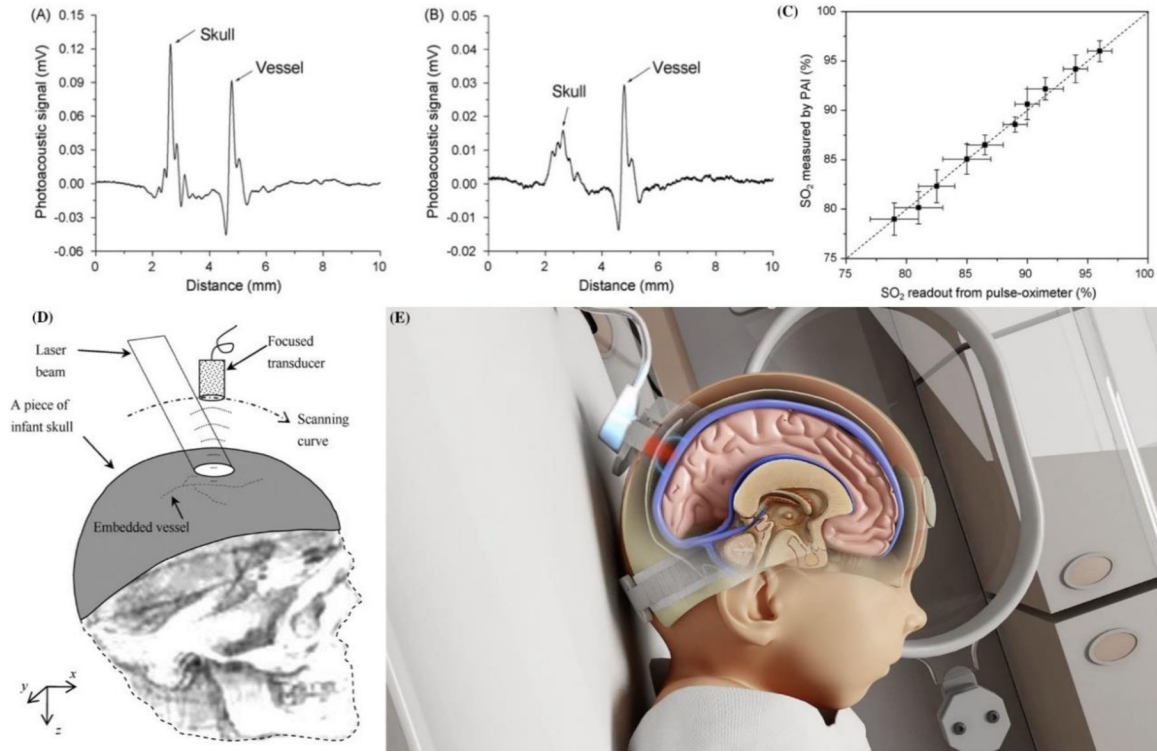 (A)
Photoacoustic signal (mV)
0.15
0.12
0.09
0.06
0.03
0.00
-0.03
-0.06
Skull
Vessel
0
2
4
6
8
10
Distance (mm)
(B)
Photoacoustic signal (mV)
0.05
0.04
0.03
0.02
0.01
0.00
-0.01
-0.02
Skull
Vessel
0
2
4
6
8
10
Distance (mm)
(C)
SO2 measured by PAI (%)
100
95
90
85
80
75
75
80
85
90
95
100
SO2 readout from pulse-oximeter (%)
(D)
Laser
beam
Focused
transducer
A piece of
infant skull
Scanning
curve
Embedded vessel
x
y
z
(E)